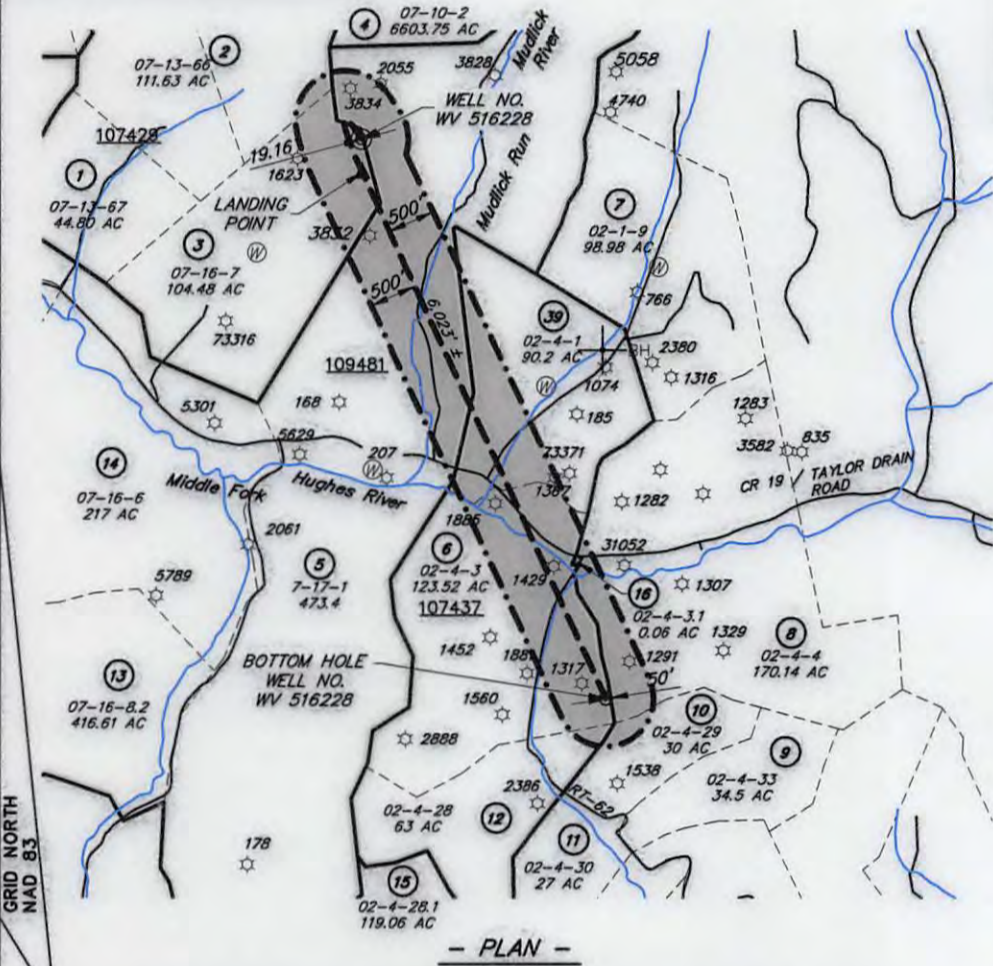 4
07-10-2
6603.75 AC
2
07-13-66
111.63 AC
3828
Mudlick
River
2055
3834
5058
4740
WELL NO.
WV 516228
107429
19.16
1623
Mudlick Run
1
07-13-67
44.80 AC
LANDING
POINT
500'
7
02-1-9
98.98 AC
3
07-16-7
104.48 AC
W
3832
W
500'
766
73316
6,023' ±
39
02-4-1
90.2 AC
BH
2380
109481
1074
1316
W
168
185
1283
5301
3582
835
5629
207
W
73371
14
07-16-6
217 AC
Middle Fork
Hughes River
1387
1282
CR 19 / TAYLOR DRAIN
ROAD
1885
2061
6
02-4-3
123.52 AC
107437
31052
5
7-17-1
473.4
1429
1307
5789
16
02-4-3.1
0.06 AC
1329
8
02-4-4
170.14 AC
1452
188
1317
1291
50'
BOTTOM HOLE
WELL NO.
WV 516228
13
07-16-8.2
416.61 AC
1560
10
02-4-29
30 AC
2888
9
02-4-33
34.5 AC
1538
2386
RT-62
02-4-28
63 AC
12
11
02-4-30
27 AC
178
15
02-4-28.1
119.06 AC
GRID NORTH
NAD 83
- PLAN -